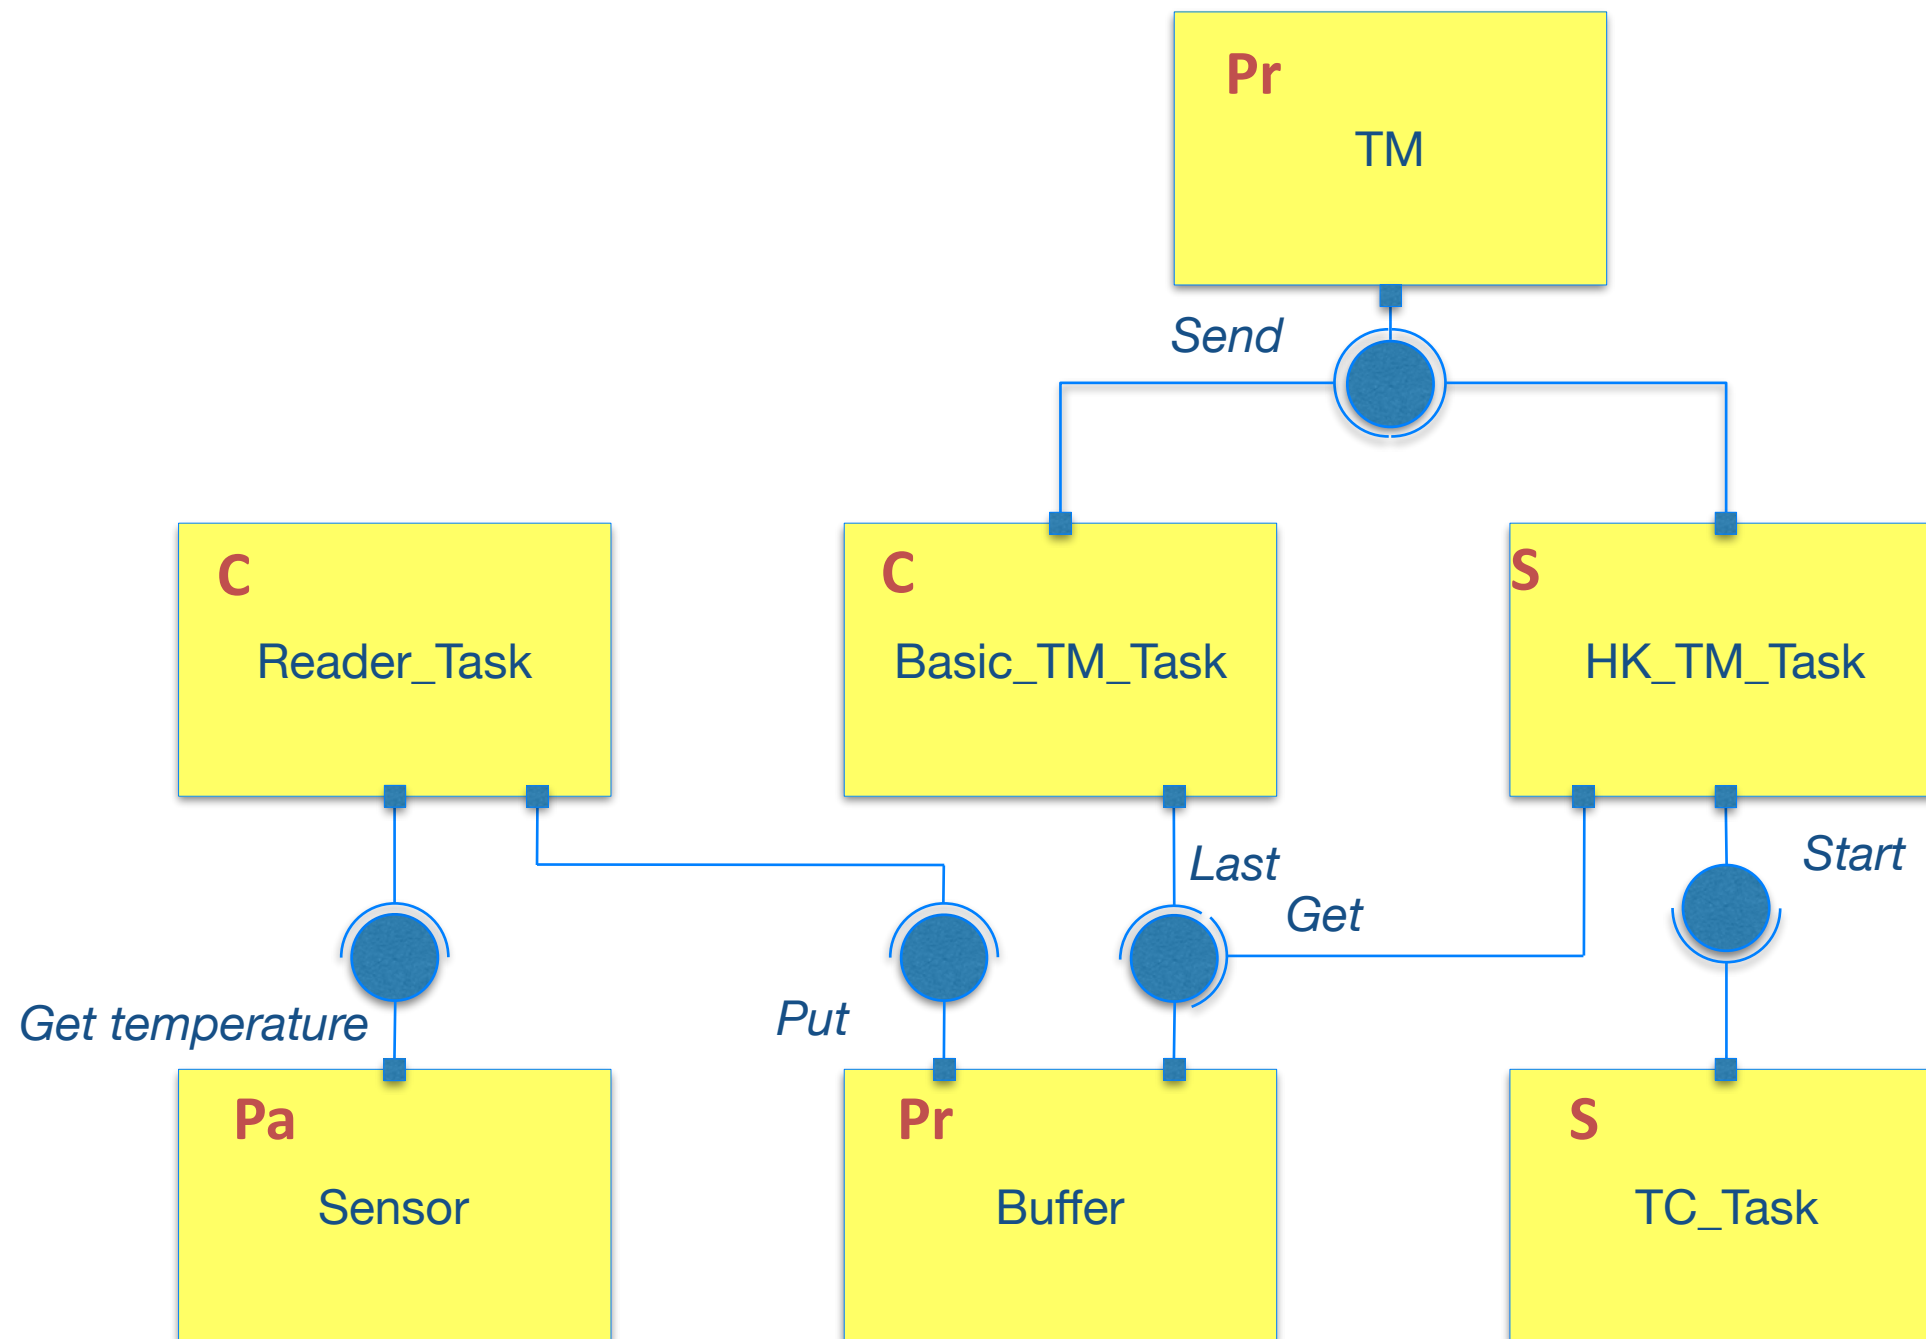 Pr
TM
Send
C
Reader_Task
C
Basic_TM_Task
S
HK_TM_Task
Last
Start
Get
Get temperature
Put
Pa
Sensor
Pr
Buffer
S
TC_Task